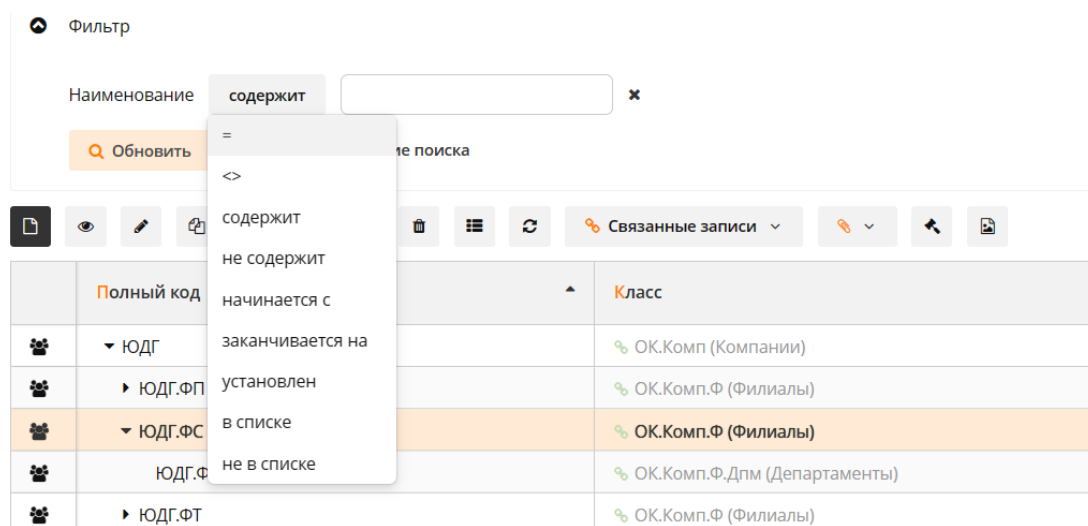 Фильтр
Наименование содержит
=
Обновить ие поиска
<>
содержит
Связанные записи
не содержит
Полный код Класс
начинается с
заканчивается на
ЮДГ ОК.Комп (Компании)
установлен
ЮДГ.ФП ОК.Комп.Ф (Филиалы)
в списке
ЮДГ.ФС ОК.Комп.Ф (Филиалы)
не в списке
ЮДГ.Ф ОК.Комп.Ф.Дпм (Департаменты)
ЮДГ.ФТ ОК.Комп.Ф (Филиалы)